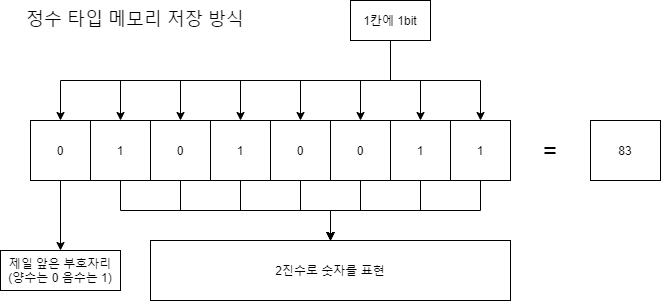 정수 타입 메모리 저장 방식
1칸에 1bit
0 1 0 1 0 0 1 1 = 83
제일 앞은 부호자리
(양수는 0 음수는 1)
2진수로 숫자를 표현